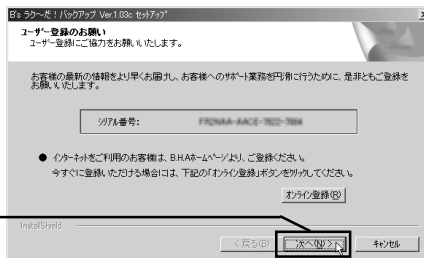 B's ラク～だ！バックアップ Ver.1.03c セットアップ
ユーザー登録のお願い
ユーザー登録にご協力をお願いいたします。
お客様の最新の情報をより早くお届けし、お客様へのサポート業務を円滑に行うために、是非ともご登録を
お願いいたします。
シリアル番号:
● インターネットをご利用のお客様は、B.H.Aホームページより、ご登録ください。
今すぐに登録いただける場合には、下記の「オンライン登録」ボタンをクリックしてください。
オンライン登録(R)
InstallShield
< 戻る(B)
次へ(N) >
キャンセル